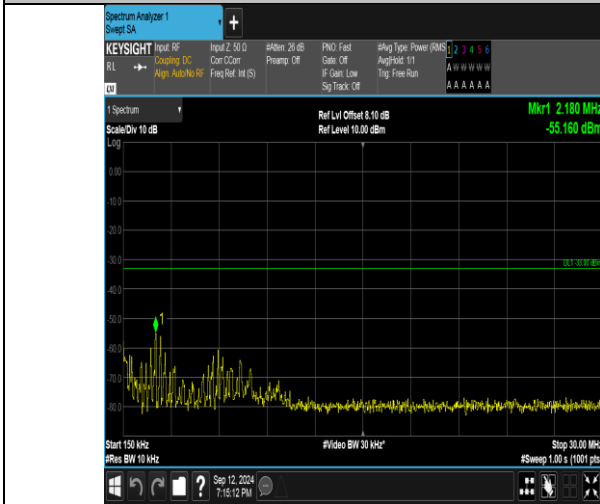 Spectrum Analyzer 1
Swept SA
+
KEYSIGHT Input: RF Input Z: 50 Ω #Atten: 26 dB PNO: Fast #Avg Type: Power (RMS 1 2 3 4 5 6
RL Coupling: DC Corr CCorr Preamp: Off Gate: Off Avg|Hold: 1/1 A W W W W W
Align: Auto/No RF Freq Ref: Int (S) IF Gain: Low Trig: Free Run A A A A A A
Sig Track: Off
1 Spectrum Ref Lvl Offset 8.10 dB Mkr1 2.180 MHz
Scale/Div 10 dB Ref Level 10.00 dBm -55.160 dBm
Log
0.00
-10.0
-20.0
-30.0
DL1 -33.00 dBm
-40.0
-50.0
1
-60.0
-70.0
-80.0
Start 150 kHz #Video BW 30 kHz* Stop 30.00 MHz
#Res BW 10 kHz #Sweep 1.00 s (1001 pts
? Sep 12, 2024
7:15:12 PM